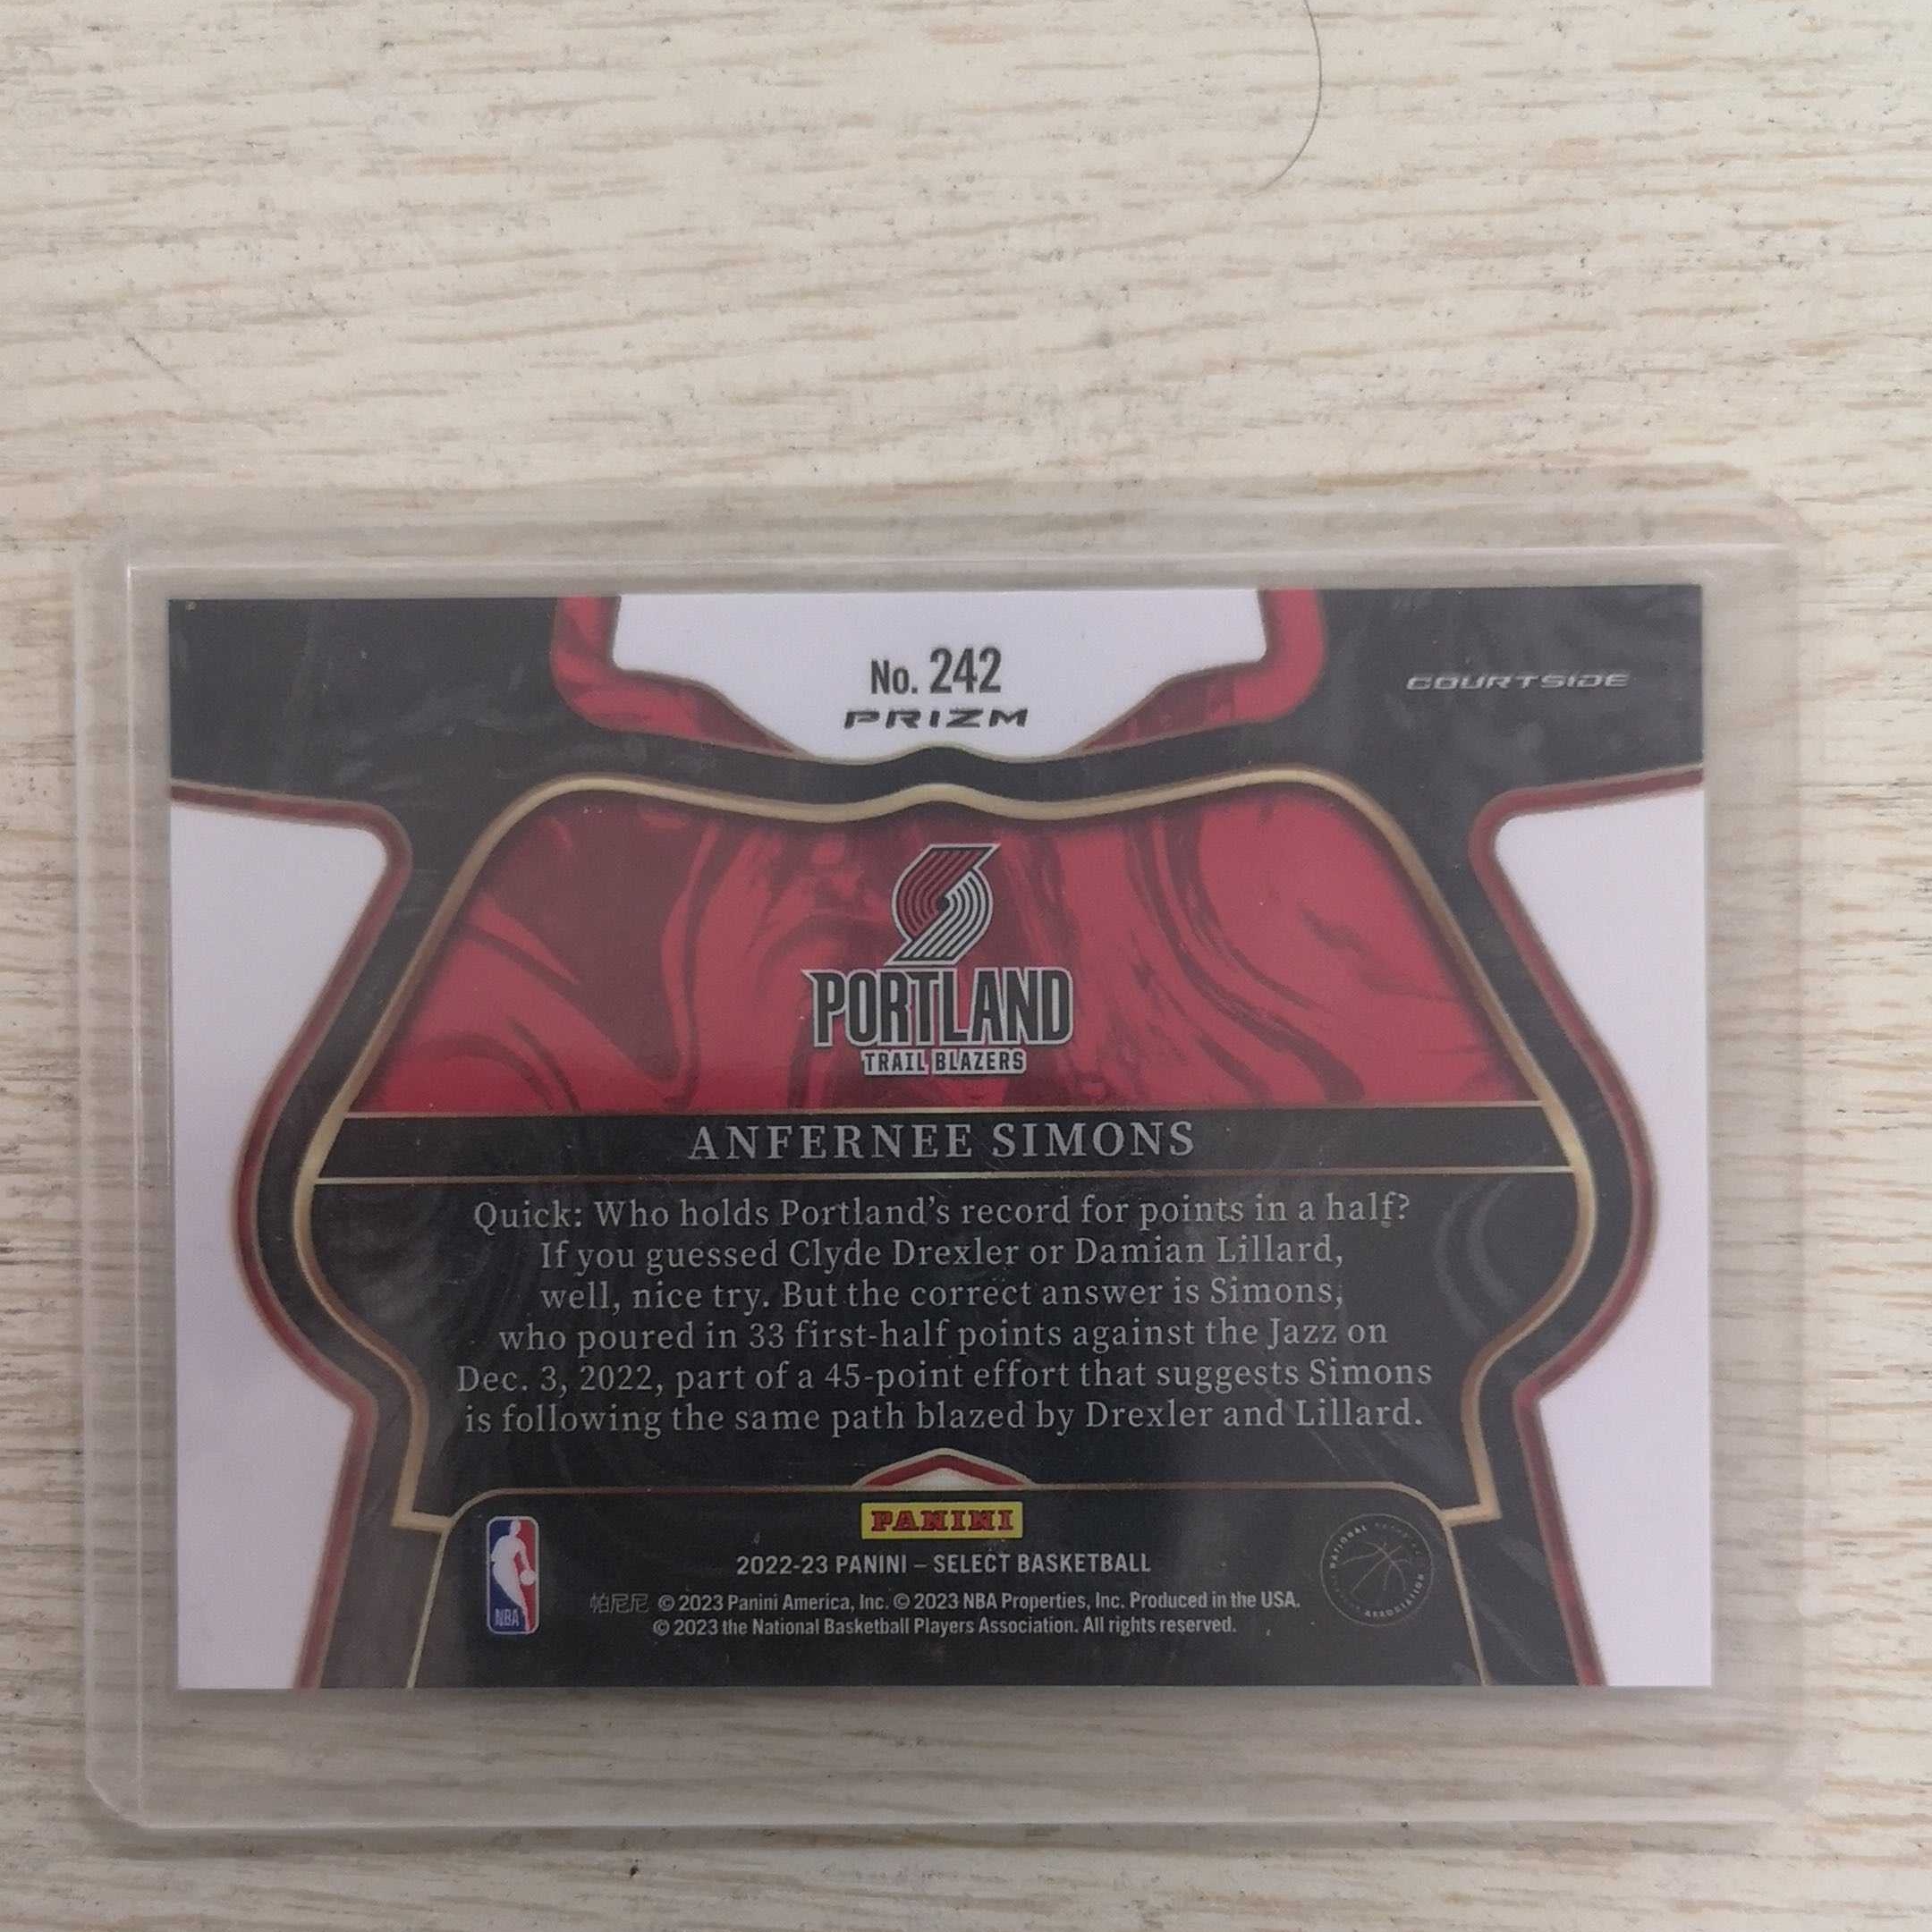 No. 242
PRIZM
COURTSIDE
PORTLAND
TRAIL BLAZERS
ANFERNEE SIMONS
Quick: Who holds Portland's record for points in a half?
If you guessed Clyde Drexler or Damian Lillard,
well, nice try. But the correct answer is Simons,
who poured in 33 first-half points against the Jazz on
Dec. 3, 2022, part of a 45-point effort that suggests Simons
is following the same path blazed by Drexler and Lillard.
PANINI
NBA
2022-23 PANINI – SELECT BASKETBALL
帕尼尼 © 2023 Panini America, Inc. © 2023 NBA Properties, Inc. Produced in the USA.
© 2023 the National Basketball Players Association. All rights reserved.
NATIONAL ASSOCIATION